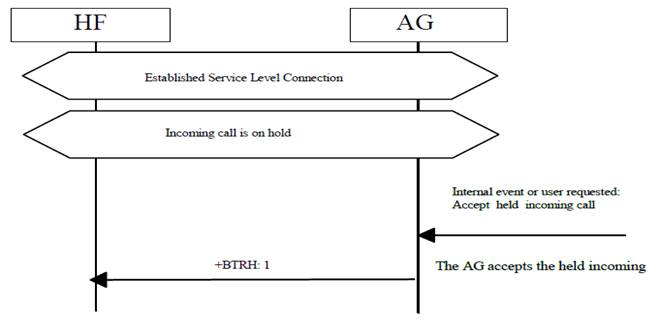 HF
AG
Established Service Level Connection
Incoming call is on hold
Internal event or user requested:
Accept held incoming call
+BTRH: 1
The AG accepts the held incoming